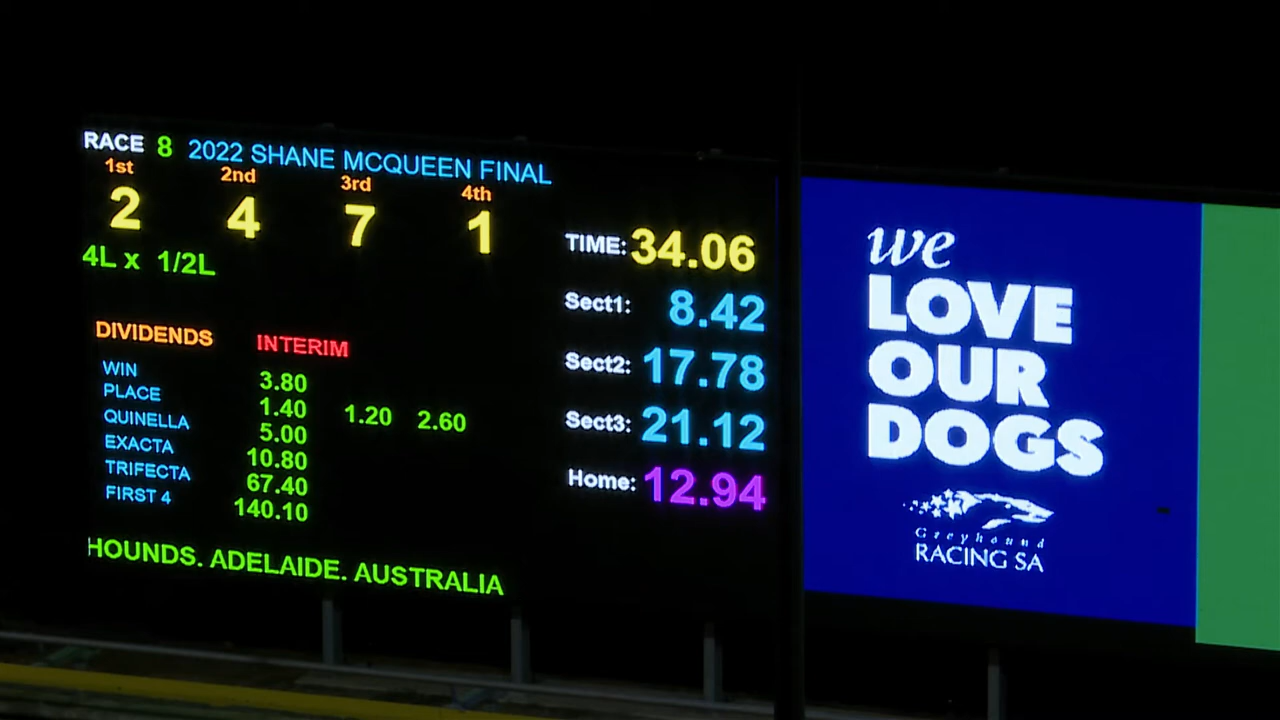 RACE 8 2022 SHANE MCQUEEN FINAL
1st 2nd 3rd 4th
2 4 7 1
4L x 1/2L
TIME: 34.06
Sect1: 8.42
Sect2: 17.78
Sect3: 21.12
Home: 12.94
DIVIDENDS INTERIM
WIN 3.80
PLACE 1.40 1.20 2.60
QUINELLA 5.00
EXACTA 10.80
TRIFECTA 67.40
FIRST 4 140.10
HOUNDS. ADELAIDE. AUSTRALIA
we
LOVE
OUR
DOGS
Greyhound
RACING SA